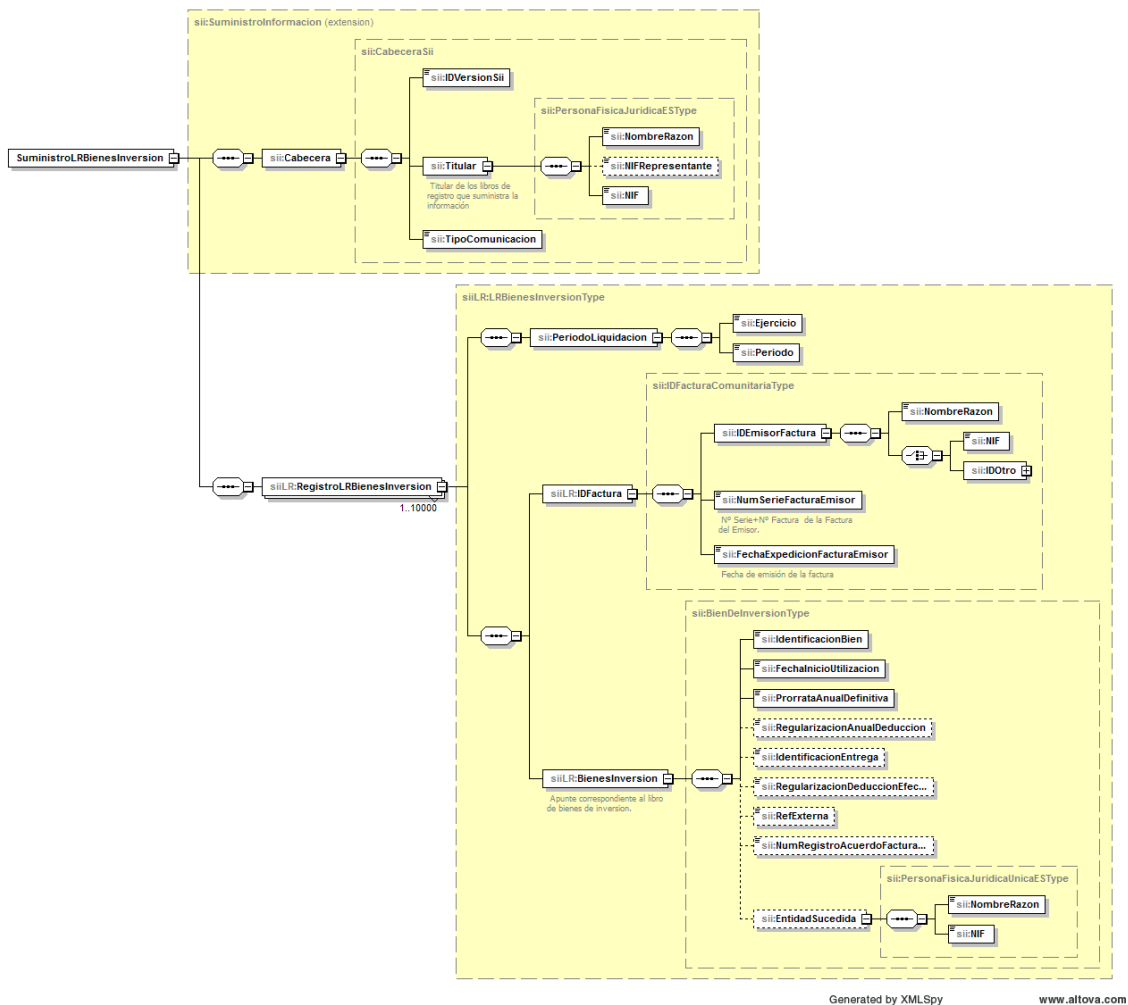 sii:SuministroInformacion (extension)
sii:CabeceraSii
sii:IDVersionSii
sii:PersonaFisicaJuridicaESType
sii:NombreRazon
SuministroLRBienesInversion
sii:Cabecera
sii:Titular
sii:NIFRepresentante
Titular de los libros de
registro que suministra la
información
sii:NIF
sii:TipoComunicacion
siiLR:LRBienesInversionType
sii:PeriodoLiquidacion
sii:Ejercicio
sii:Periodo
sii:IDFacturaComunitariaType
sii:NombreRazon
sii:IDEmisorFactura
sii:NIF
sii:IDOtro
siiLR:RegistroLRBienesInversion
1..10000
siiLR:IDFactura
sii:NumSerieFacturaEmisor
Nº Serie+Nº Factura de la Factura
del Emisor.
sii:FechaExpedicionFacturaEmisor
Fecha de emisión de la factura
sii:BienDeInversionType
sii:IdentificacionBien
sii:FechaInicioUtilizacion
sii:ProrrataAnualDefinitiva
sii:RegularizacionAnualDeduccion
sii:IdentificacionEntrega
siiLR:BienesInversion
Apunte correspondiente al libro
de bienes de inversion.
sii:RegularizacionDeduccionEfec...
sii:RefExterna
sii:NumRegistroAcuerdoFactura...
sii:PersonaFisicaJuridicaUnicaESType
sii:NombreRazon
sii:EntidadSucedida
sii:NIF
Generated by XMLSpy
www.altova.com